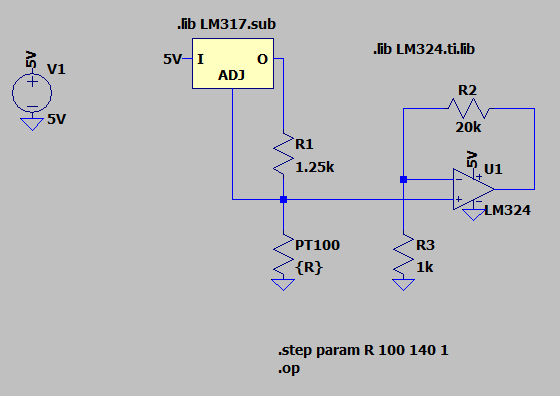 .lib LM317.sub
.lib LM324.ti.lib
5V
V1
+
−
5V
5V
I
O
ADJ
R1
1.25k
R2
20k
5V
U1
+
−
+
−
LM324
PT100
{R}
R3
1k
.step param R 100 140 1
.op